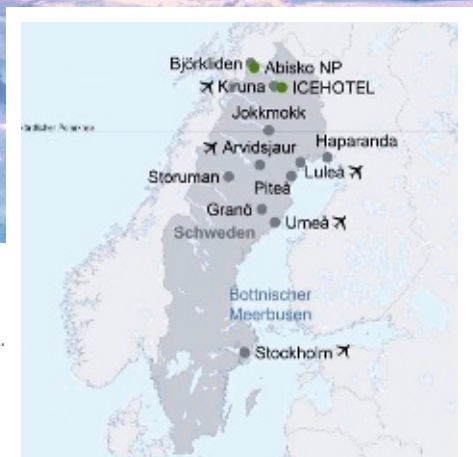 Björkliden
Abisko NP
Kiruna
ICEHOTEL
Jokkmokk
Haparanda
Arvidsjaur
Luleå
Storuman
Piteå
Granö
Umeå
Schweden
Bottnischer
Meerbusen
Stockholm